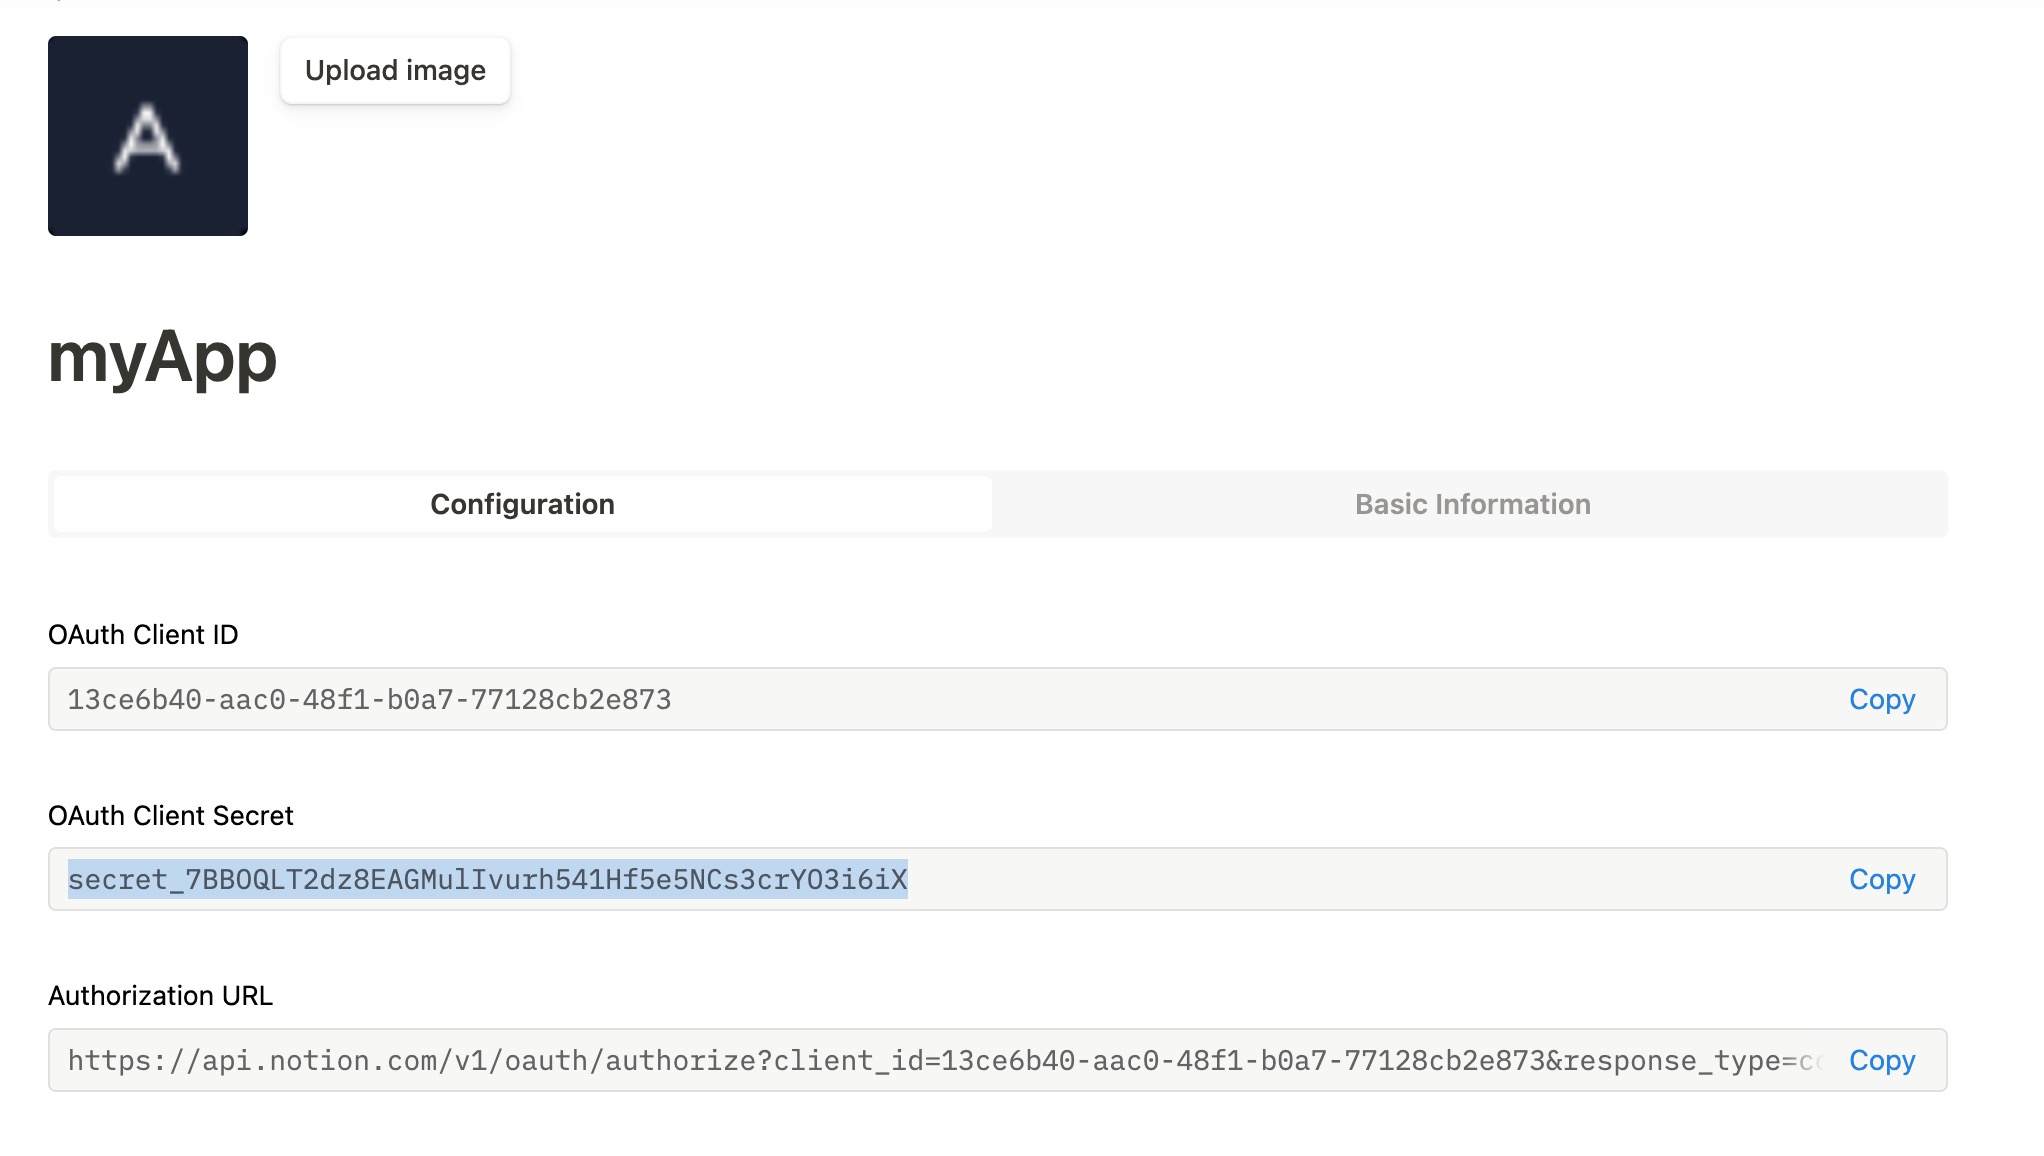 A
Upload image
myApp
Configuration
Basic Information
OAuth Client ID
13ce6b40-aac0-48f1-b0a7-77128cb2e873
Copy
OAuth Client Secret
secret_7BBOQLT2dz8EAGMulIvurh541Hf5e5NCs3crYO3i6iX
Copy
Authorization URL
https://api.notion.com/v1/oauth/authorize?client_id=13ce6b40-aac0-48f1-b0a7-77128cb2e873&response_type=co
Copy